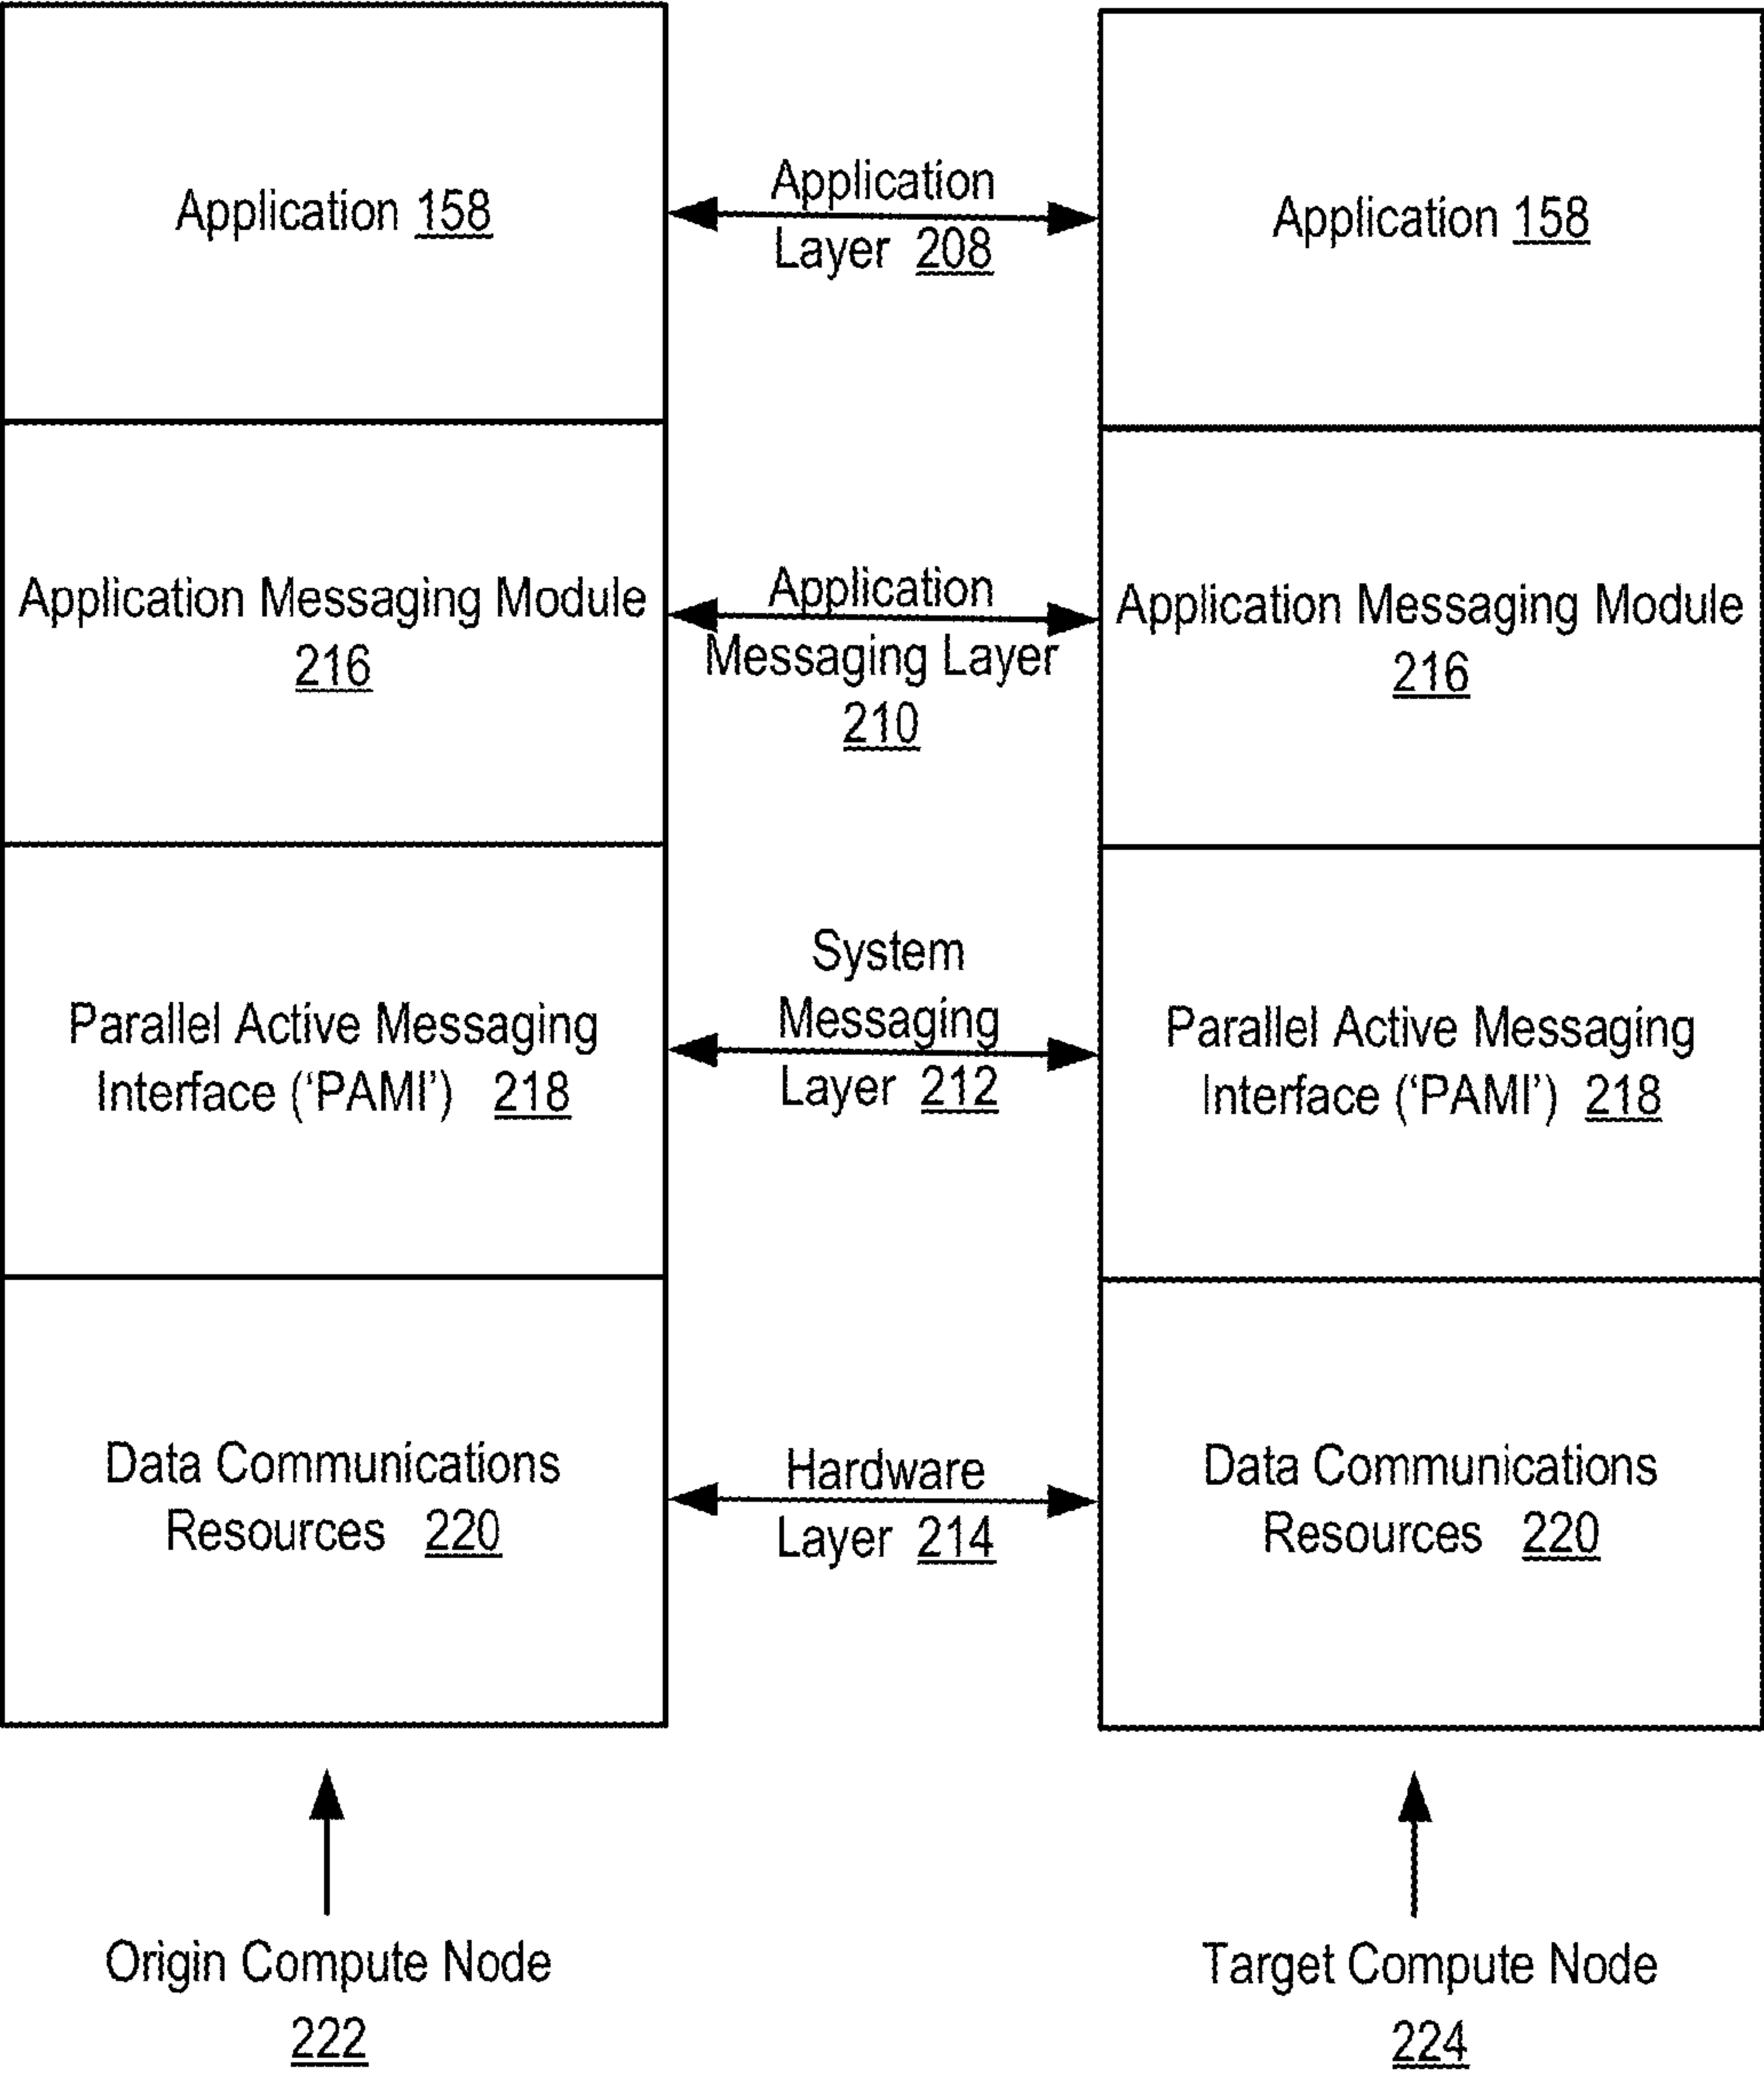 Application 158
Application
Layer 208
Application 158
Application Messaging Module
216
Application
Messaging Layer
210
Application Messaging Module
216
Parallel Active Messaging
Interface (‘PAMI’) 218
System
Messaging
Layer 212
Parallel Active Messaging
Interface (‘PAMI’) 218
Data Communications
Resources 220
Hardware
Layer 214
Data Communications
Resources 220
Origin Compute Node
222
Target Compute Node
224